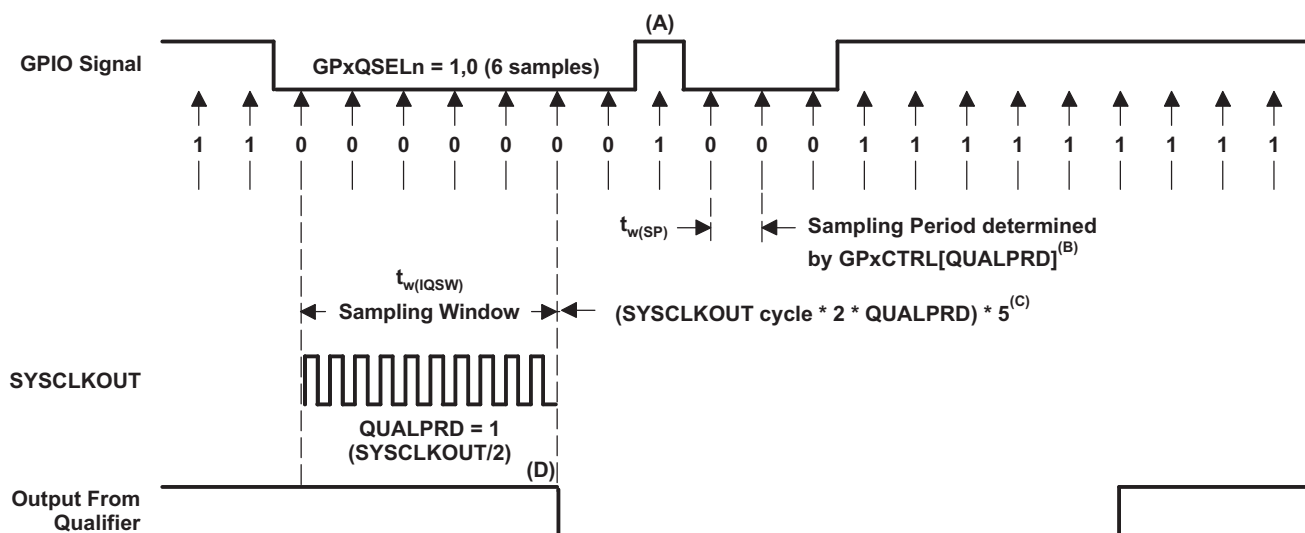 (A)
GPIO Signal
GPxQSELn = 1,0 (6 samples)
1 1 0 0 0 0 0 0 0 1 0 0 0 1 1 1 1 1 1 1 1 1
tw(SP)
Sampling Period determined
by GPxCTRL[QUALPRD](B)
tw(IQSW)
Sampling Window
(SYSCLKOUT cycle * 2 * QUALPRD) * 5(C)
SYSCLKOUT
QUALPRD = 1
(SYSCLKOUT/2)
(D)
Output From
Qualifier